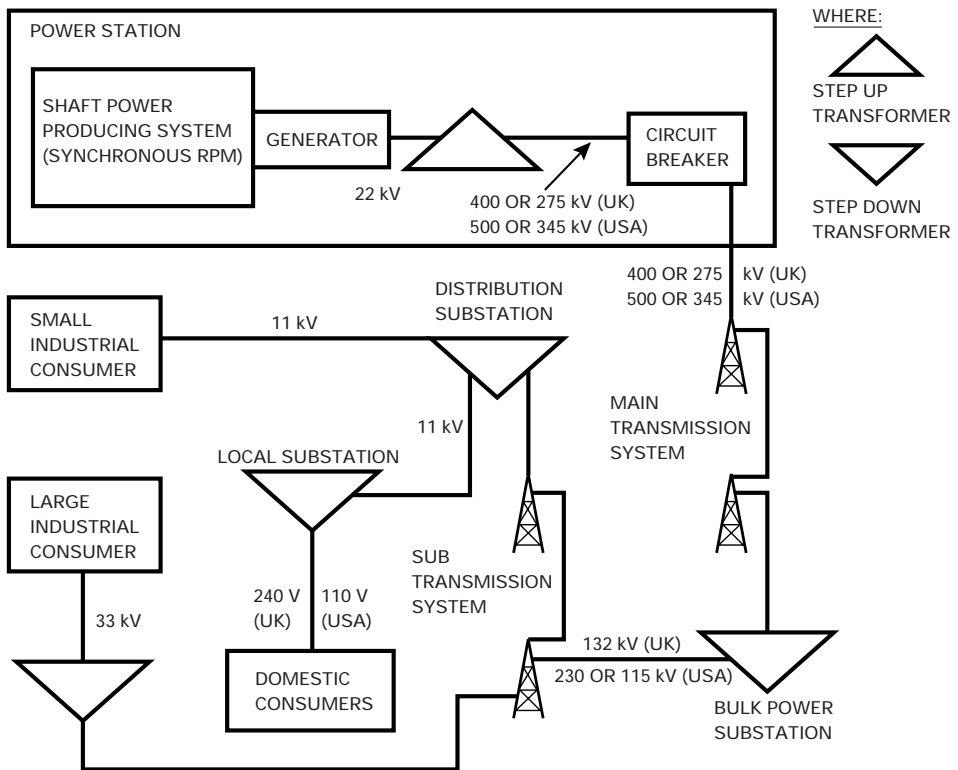 POWER STATION
SHAFT POWER
PRODUCING SYSTEM
(SYNCHRONOUS RPM)
GENERATOR
22 kV
400 OR 275 kV (UK)
500 OR 345 kV (USA)
CIRCUIT
BREAKER
WHERE:
STEP UP
TRANSFORMER
STEP DOWN
TRANSFORMER
400 OR 275 kV (UK)
500 OR 345 kV (USA)
DISTRIBUTION
SUBSTATION
SMALL
INDUSTRIAL
CONSUMER
11 kV
11 kV
MAIN
TRANSMISSION
SYSTEM
LOCAL SUBSTATION
LARGE
INDUSTRIAL
CONSUMER
SUB
TRANSMISSION
SYSTEM
240 V
(UK)
110 V
(USA)
33 kV
132 kV (UK)
230 OR 115 kV (USA)
DOMESTIC
CONSUMERS
BULK POWER
SUBSTATION